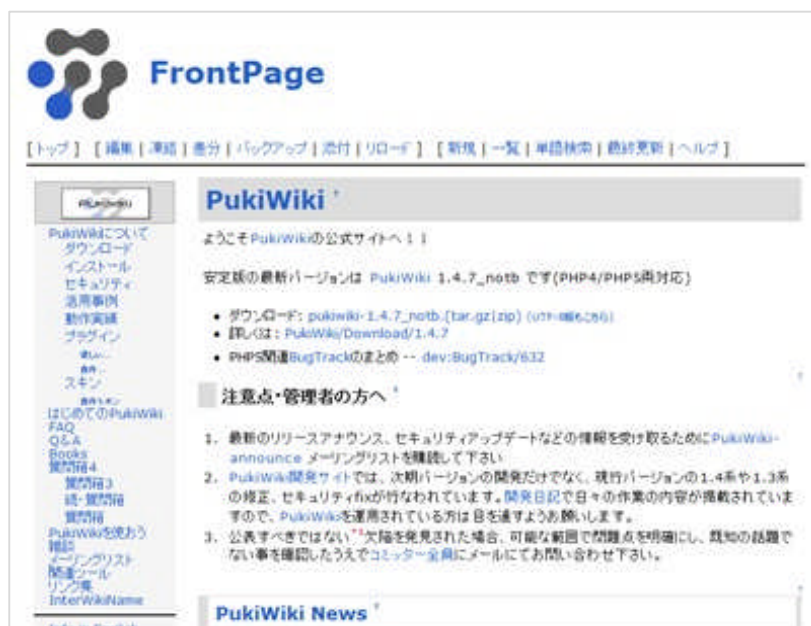 FrontPage
[ トップ ] [ 編集 | 凍結 | 差分 | バックアップ | 添付 | リロード ] [ 新規 | 一覧 | 単語検索 | 最終更新 | ヘルプ ]
PukiWikiについて
ダウンロード
インストール
セキュリティ
活用事例
動作実績
プラグイン
欲しい...
自作...
スキン
自作スキン
はじめてのPukiWiki
FAQ
Q&A
Books
質問箱4
質問箱3
続・質問箱
質問箱
PukiWikiを使おう
雑談
メーリングリスト
関連ツール
リンク集
InterWikiName
PukiWiki †
ようこそPukiWikiの公式サイトへ！！
安定版の最新バージョンは PukiWiki 1.4.7_notb です(PHP4/PHP5両対応)
• ダウンロード: pukiwiki-1.4.7_notb.(tar.gz|zip) (UTF-8版もこちら)
• 詳しくは : PukiWiki/Download/1.4.7
• PHP5関連BugTrackのまとめ -- dev:BugTrack/632
注意点・管理者の方へ †
1. 最新のリリースアナウンス、セキュリティアップデートなどの情報を受け取るためにPukiWiki-
announce メーリングリストを購読して下さい
2. PukiWiki開発サイトでは、次期バージョンの開発だけでなく、現行バージョンの1.4系や1.3系
の修正、セキュリティfixが行なわれています。開発日記で日々の作業の内容が掲載されていま
すので、PukiWikiを運用されている方は目を通すようお願いします。
3. 公表すべきではない*1欠陥を発見された場合、可能な範囲で問題点を明確にし、既知の話題で
ない事を確認したうえでコミッター全員にメールにてお問い合わせ下さい。
PukiWiki News †